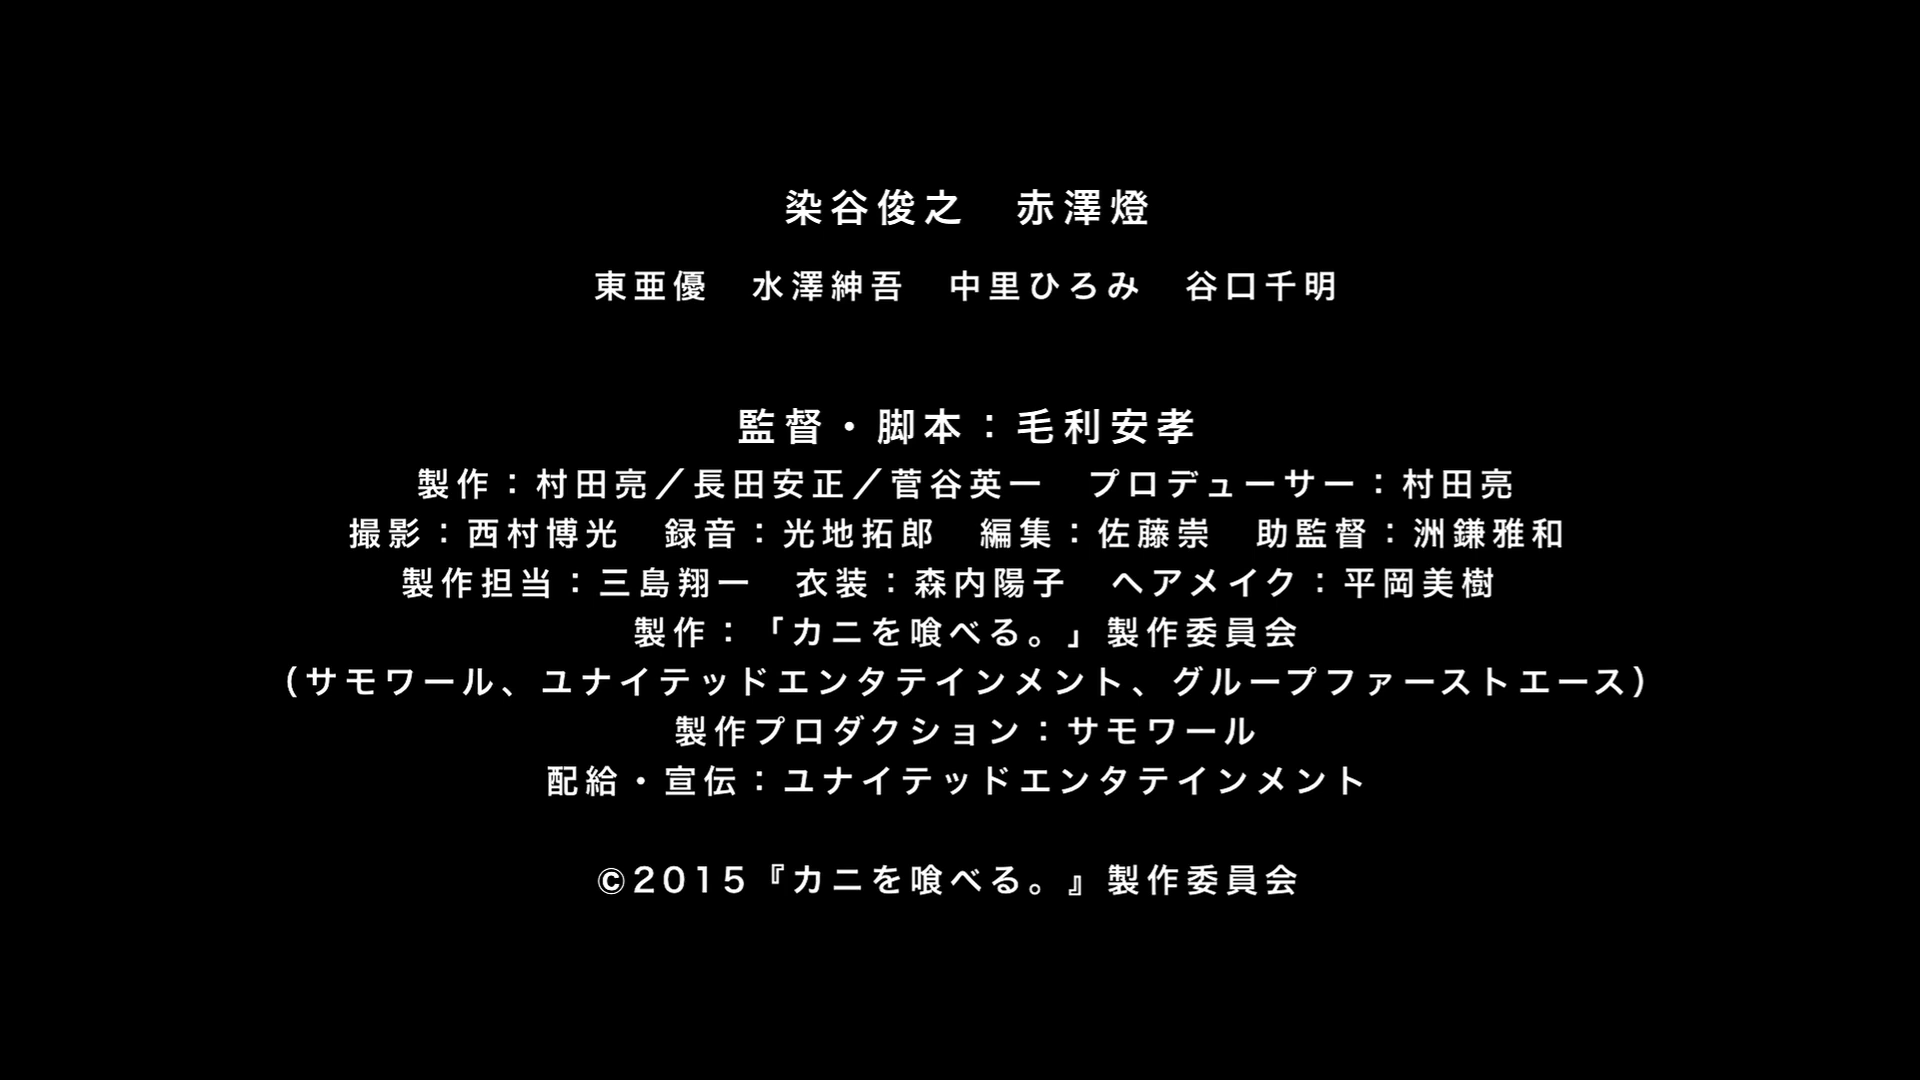 染谷俊之　赤澤燈
東亜優　水澤紳吾　中里ひろみ　谷口千明
監督・脚本：毛利安孝
製作：村田亮／長田安正／菅谷英一　プロデューサー：村田亮
撮影：西村博光　録音：光地拓郎　編集：佐藤崇　助監督：洲鎌雅和
製作担当：三島翔一　衣装：森内陽子　ヘアメイク：平岡美樹
製作：「カニを喰べる。」製作委員会
（サモワール、ユナイテッドエンタテインメント、グループファーストエース）
製作プロダクション：サモワール
配給・宣伝：ユナイテッドエンタテインメント
©2015『カニを喰べる。』製作委員会